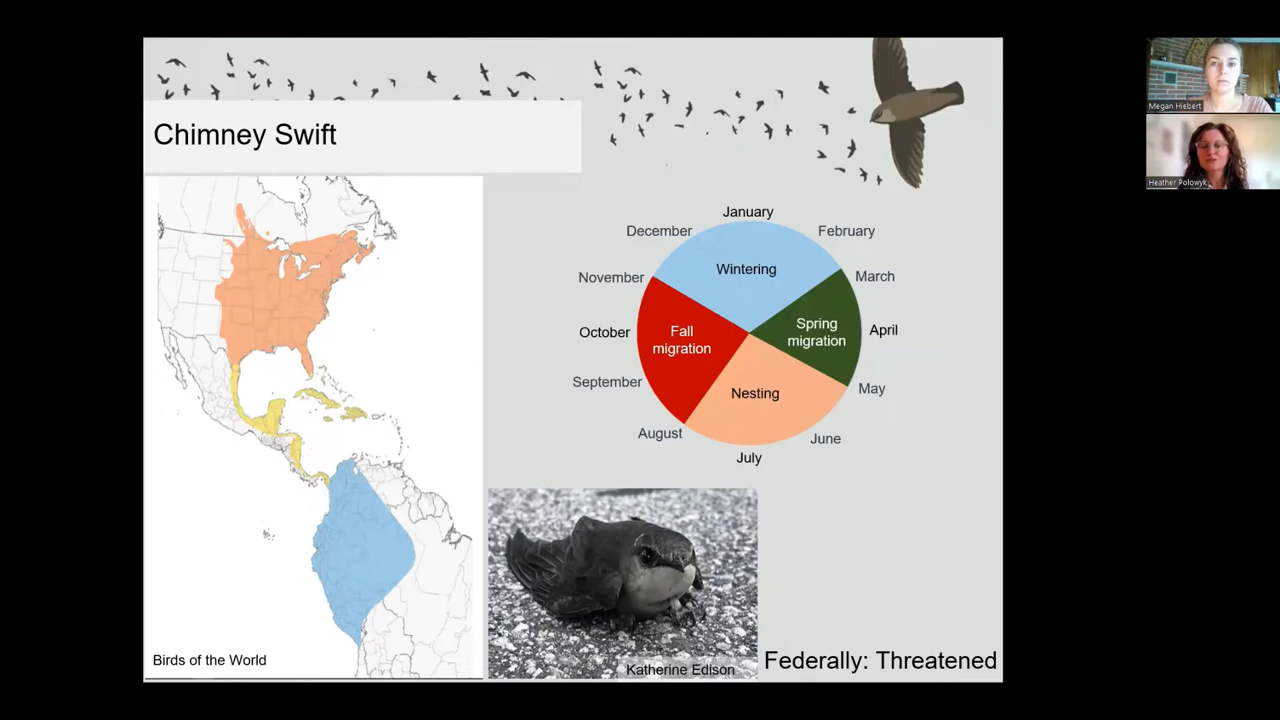 Chimney Swift
January
December
February
November
Wintering
March
October
Fall
migration
Spring
migration
April
September
Nesting
May
August
June
July
Birds of the World
Katherine Edison
Federally: Threatened
Megan Hiebert
Heather Polowyk